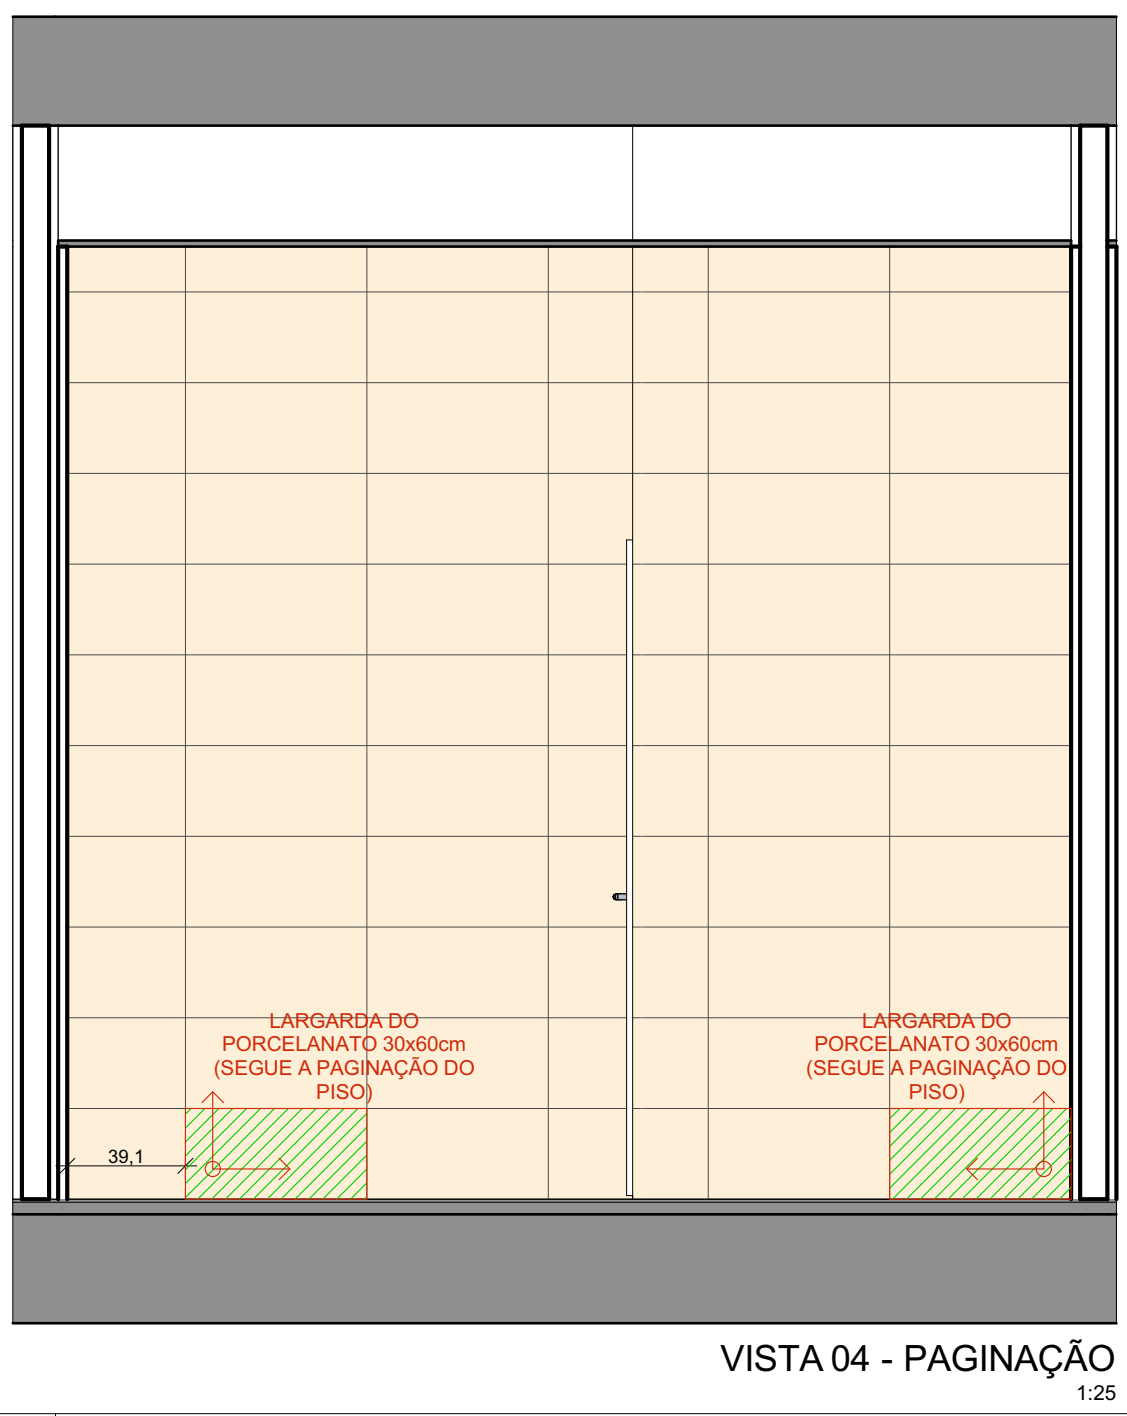 LARGARDA DO
PORCELANATO 30x60cm
(SEGUE A PAGINAÇÃO DO
PISO)
LARGARDA DO
PORCELANATO 30x60cm
(SEGUE A PAGINAÇÃO DO
PISO)
39,1
VISTA 04 - PAGINAÇÃO
1:25